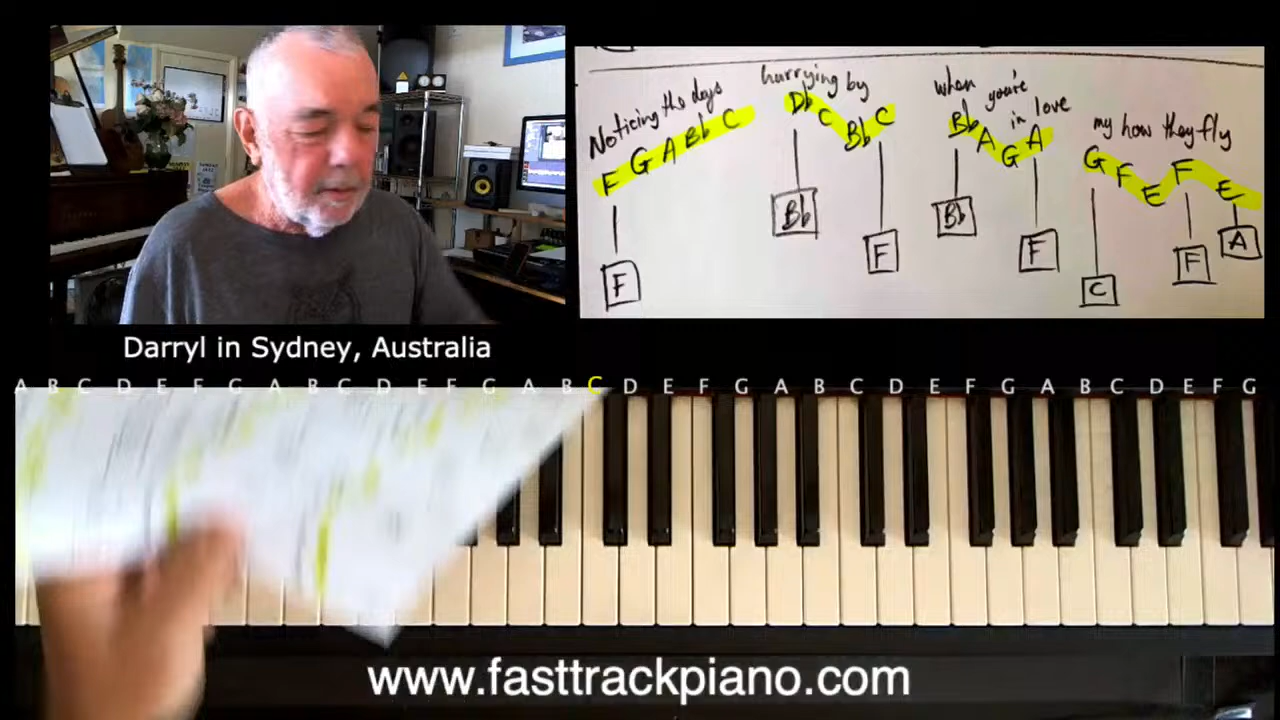 Noticing the days
F G A Bb C
F
hurrying by
Db C Bb C
Bb F
when you're in love
Bb A G A
Bb F
my how they fly
G F E F E
C F A
Darryl in Sydney, Australia
A B C D E F G A B C D E F G A B C D E F G A B C D E F G A B C D E F G
www.fasttrackpiano.com